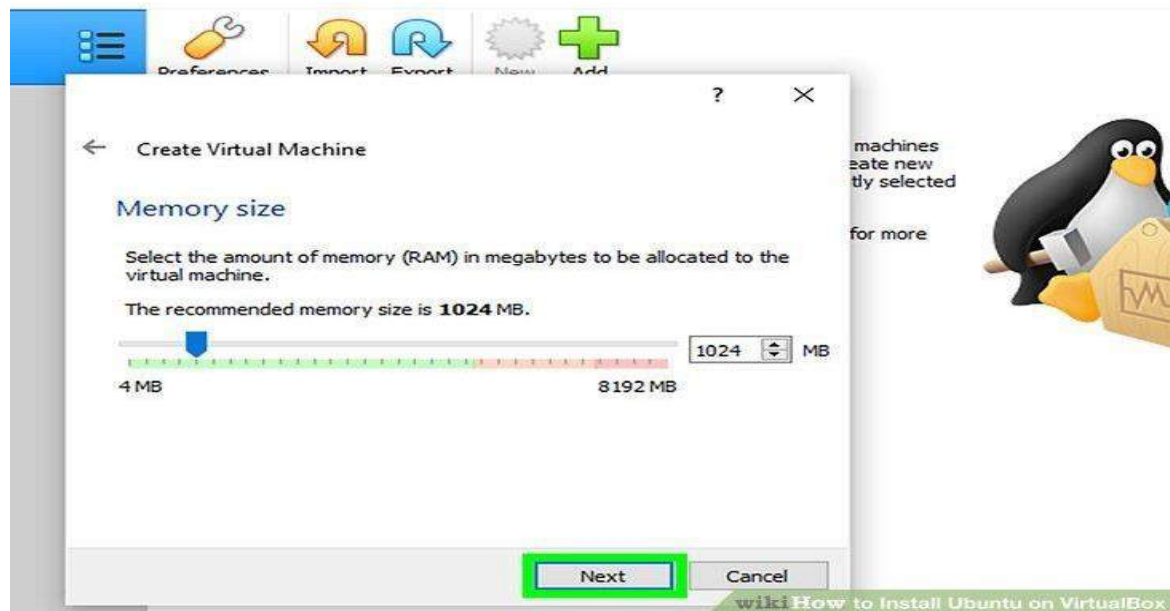 Preferences Import Export New Add
?
Create Virtual Machine
machines
eate new
tly selected
Memory size
for more
Select the amount of memory (RAM) in megabytes to be allocated to the
virtual machine.
The recommended memory size is 1024 MB.
1024 MB
4 MB 8192 MB
Next Cancel
wikiHow to Install Ubuntu on VirtualBox